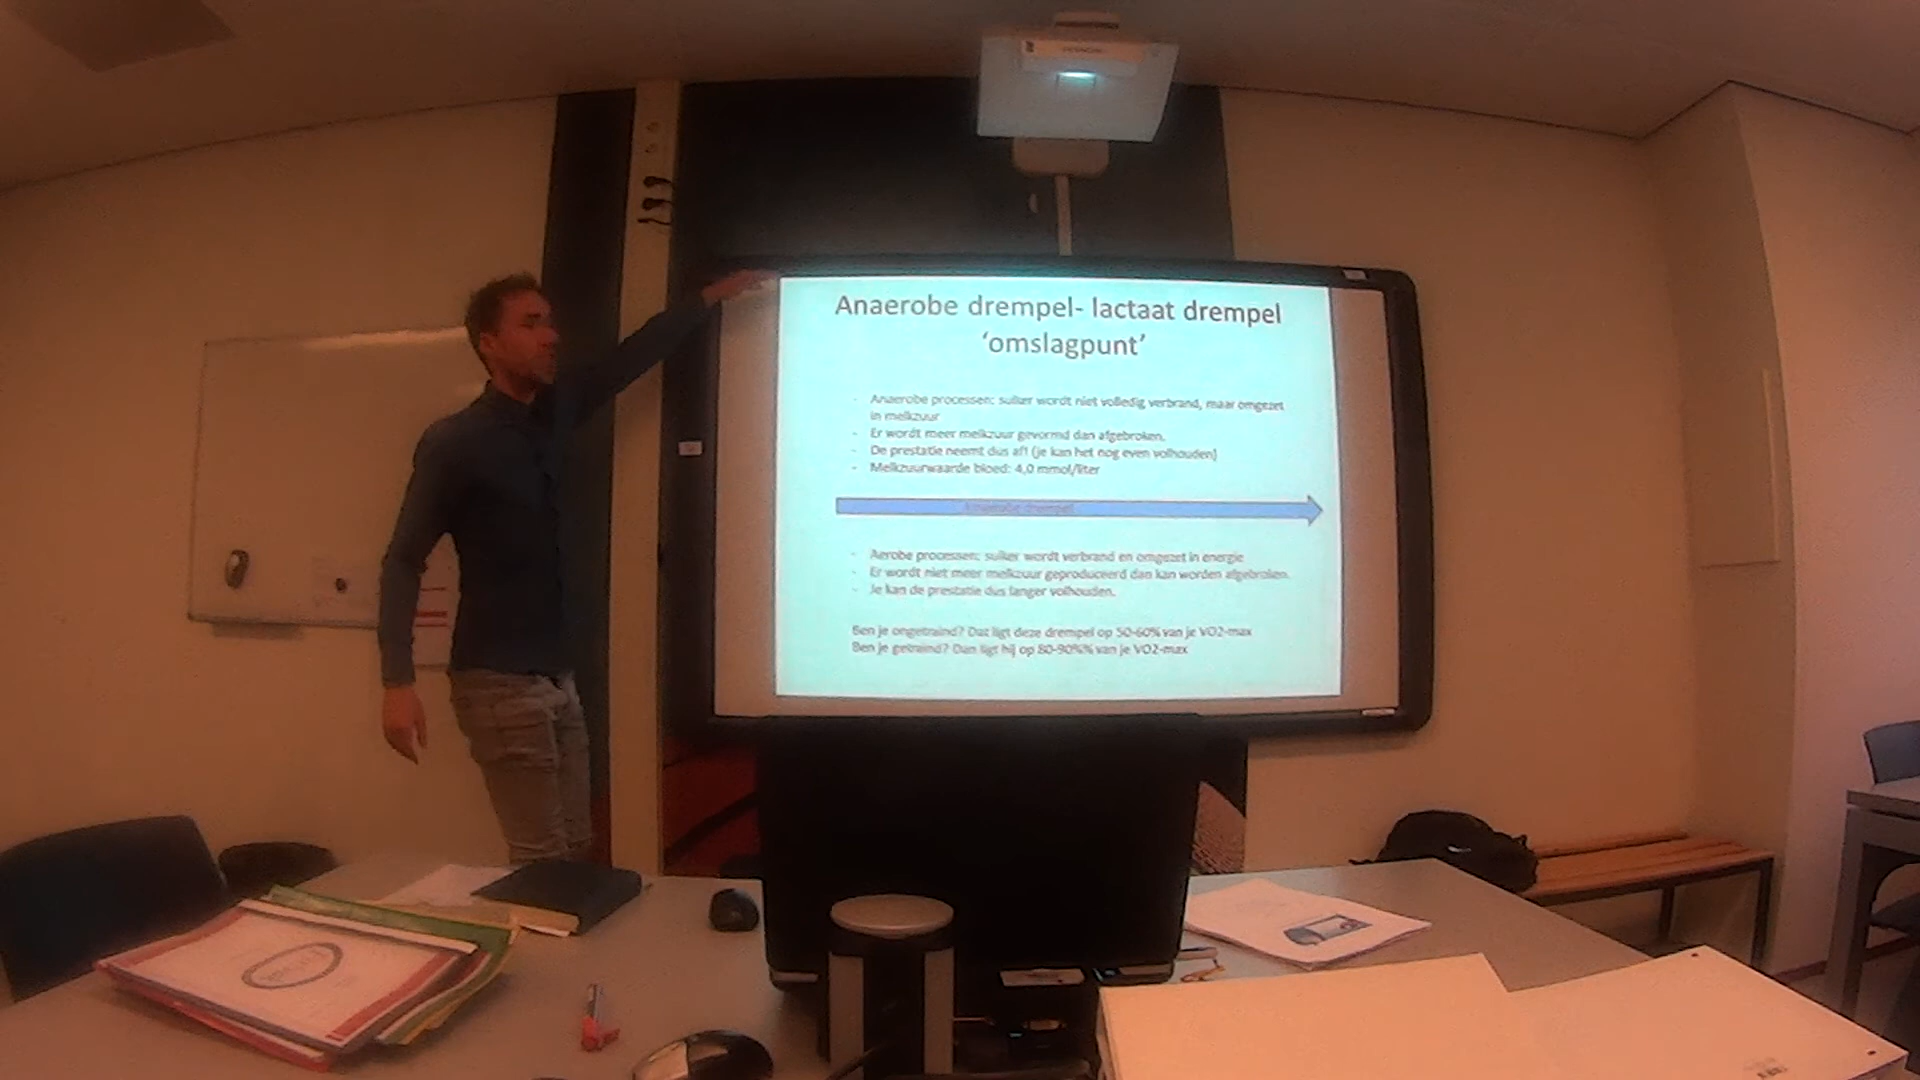 Anaerobe drempel- lactaat drempel
‘omslagpunt’
- Anaerobe processen: suiker wordt niet volledig verbrand, maar omgezet
in melkzuur
- Er wordt meer melkzuur gevormd dan afgebroken.
- De prestatie neemt dus af! (je kan het nog even volhouden)
- Melkzuurwaarde bloed: 4,0 mmol/liter
Anaerobe drempel
- Aerobe processen: suiker wordt verbrand en omgezet in energie
- Er wordt niet meer melkzuur geproduceerd dan kan worden afgebroken.
- Je kan de prestatie dus langer volhouden.
Ben je ongetraind? Dat ligt deze drempel op 50-60% van je VO2-max
Ben je getraind? Dan ligt hij op 80-90%% van je VO2-max